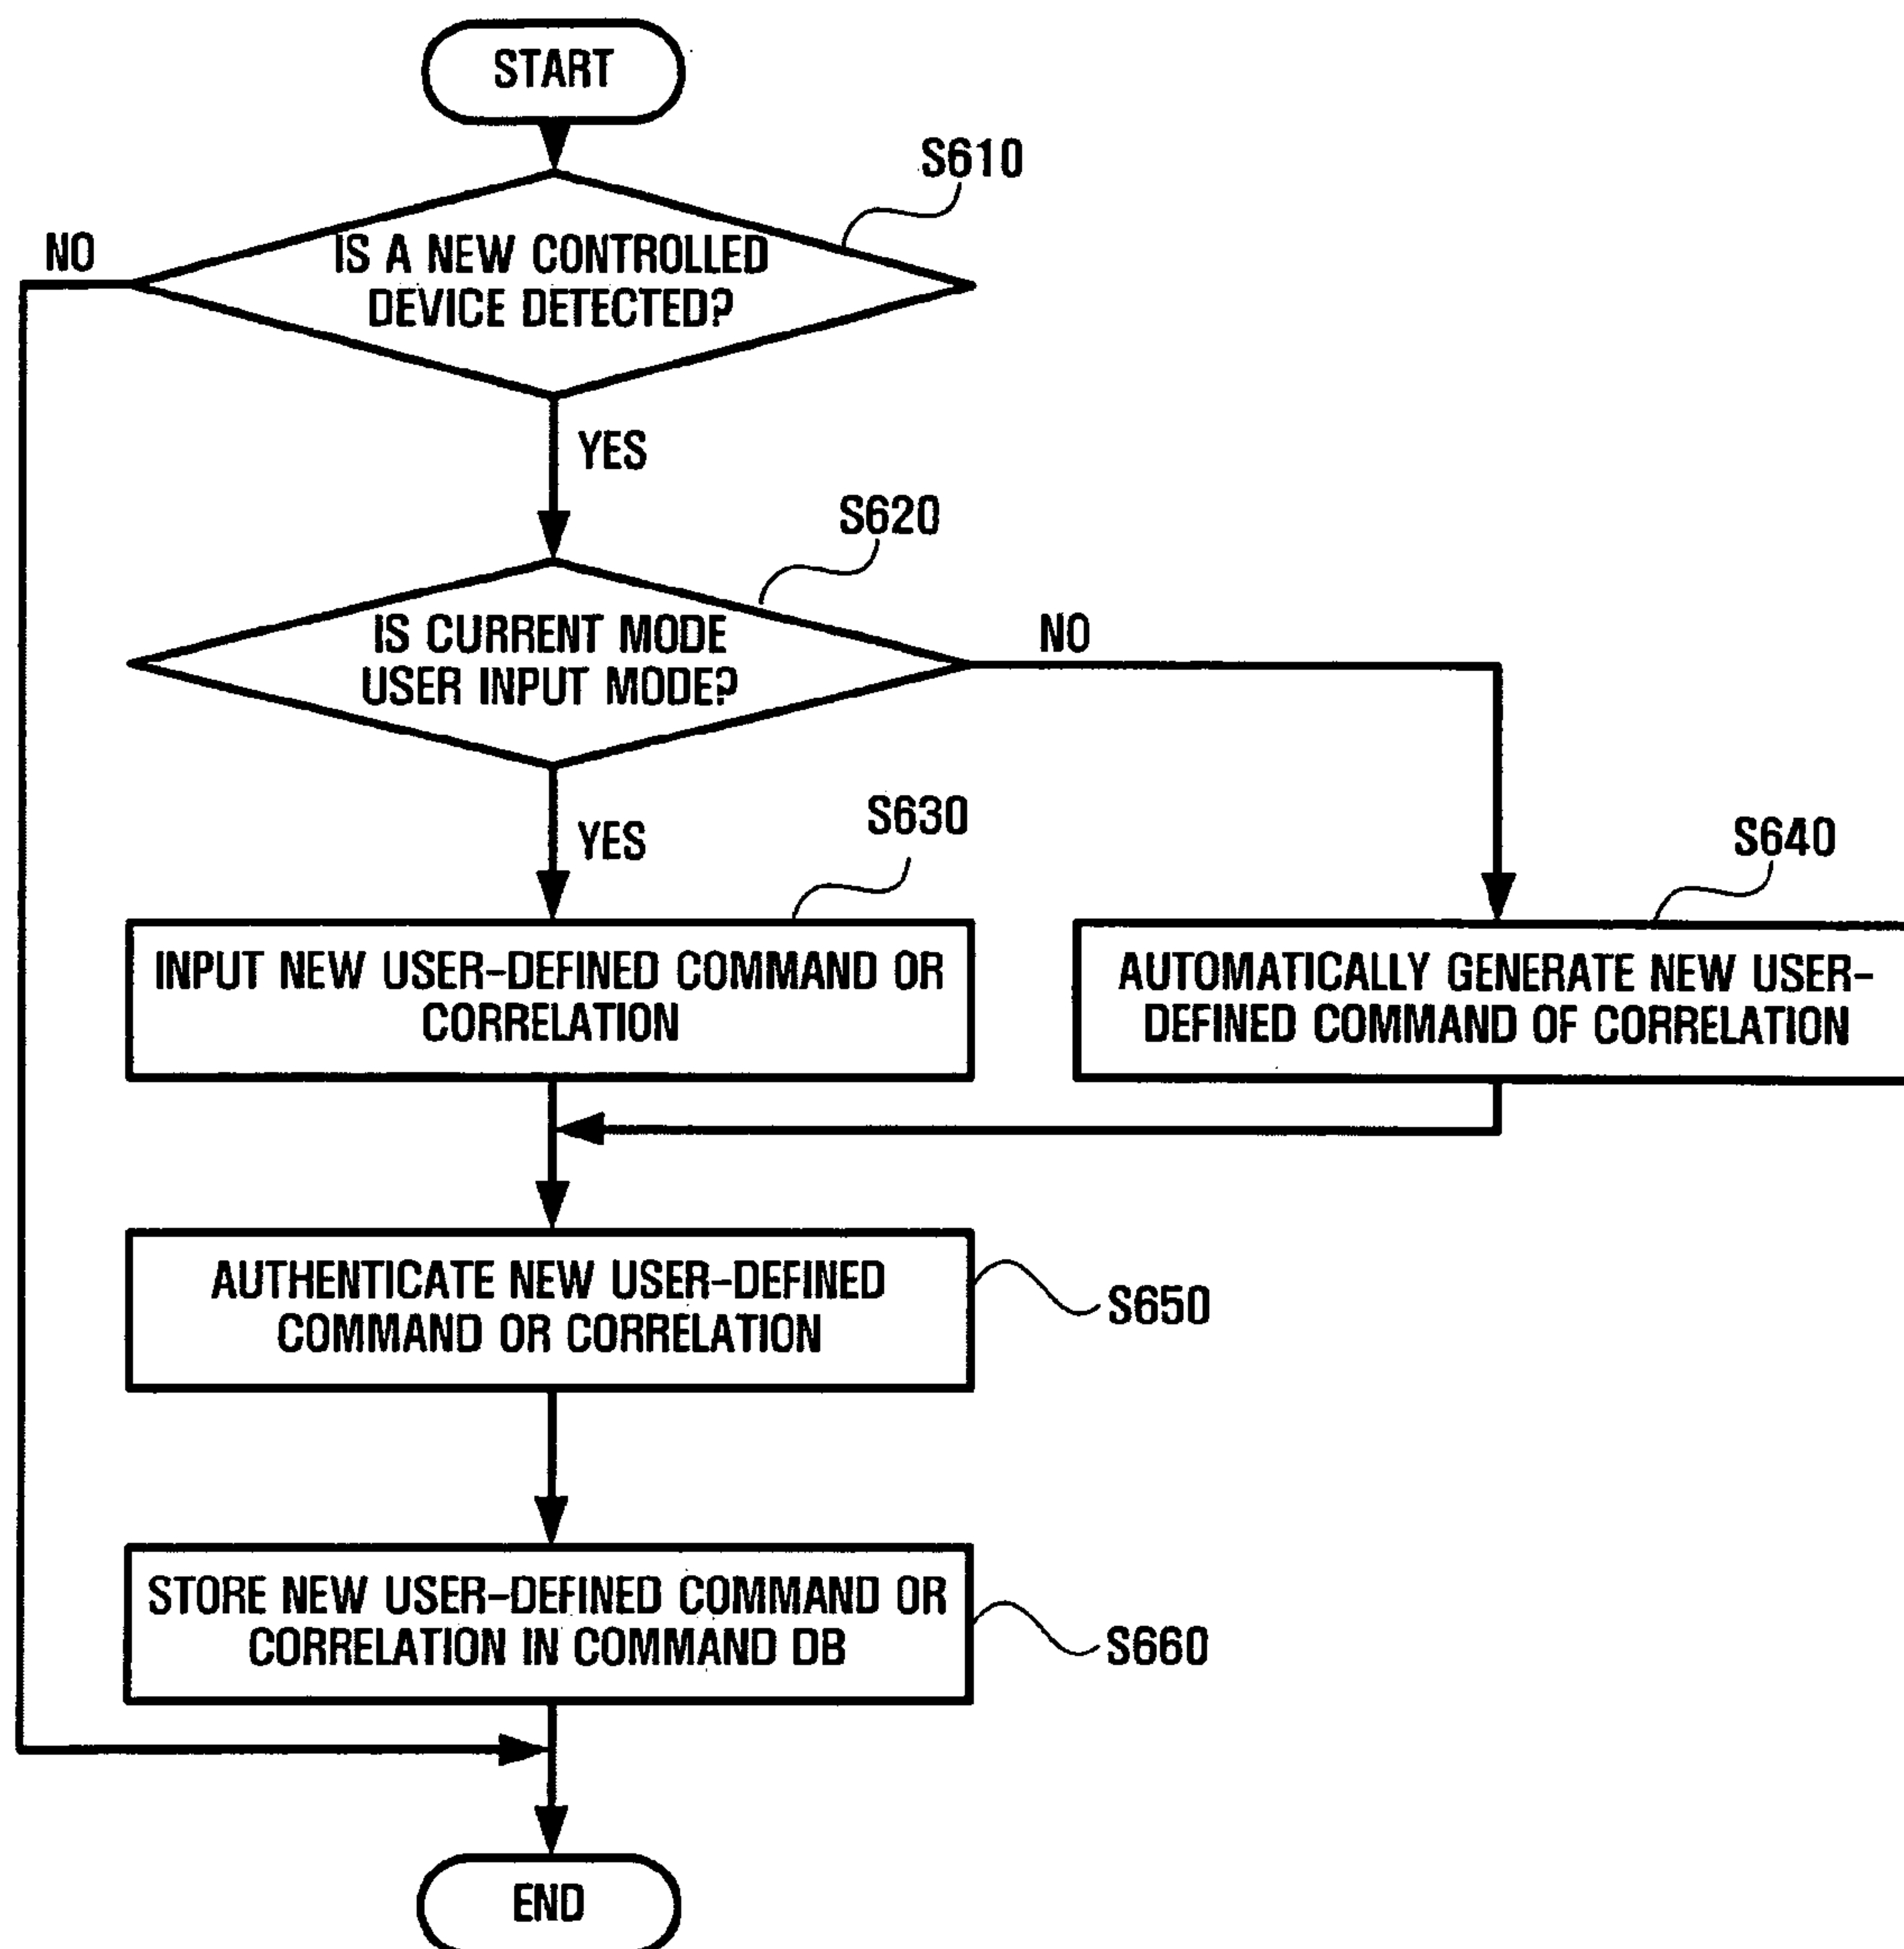 START
S610
NO
IS A NEW CONTROLLED
DEVICE DETECTED?
YES
S620
IS CURRENT MODE
USER INPUT MODE?
NO
YES
S630
S640
INPUT NEW USER-DEFINED COMMAND OR
CORRELATION
AUTOMATICALLY GENERATE NEW USER-
DEFINED COMMAND OF CORRELATION
AUTHENTICATE NEW USER-DEFINED
COMMAND OR CORRELATION
S650
STORE NEW USER-DEFINED COMMAND OR
CORRELATION IN COMMAND DB
S660
END